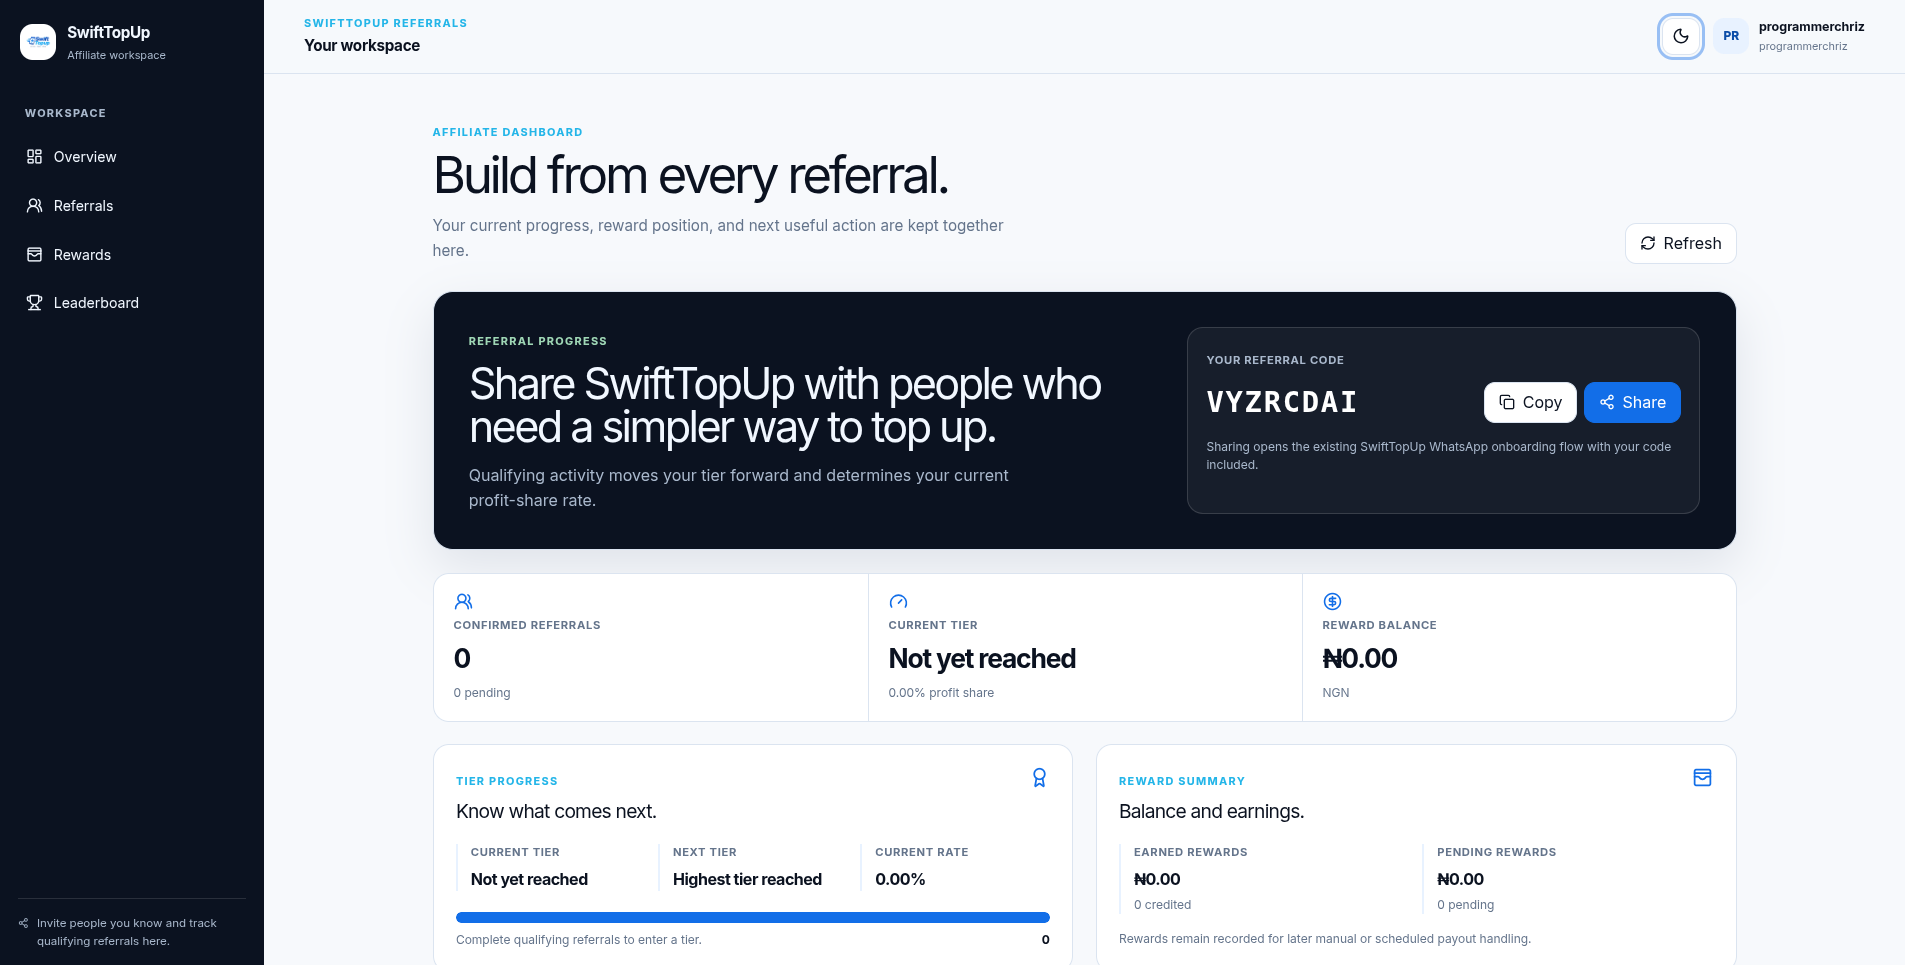 SwiftTopUp
Affiliate workspace
WORKSPACE
Overview
Referrals
Rewards
Leaderboard
Invite people you know and track
qualifying referrals here.
SWIFTTOPUP REFERRALS
Your workspace
PR
programmerchriz
programmerchriz
AFFILIATE DASHBOARD
Build from every referral.
Your current progress, reward position, and next useful action are kept together
here.
Refresh
REFERRAL PROGRESS
Share SwiftTopUp with people who
need a simpler way to top up.
Qualifying activity moves your tier forward and determines your current
profit-share rate.
YOUR REFERRAL CODE
VYZRCDAI
Copy
Share
Sharing opens the existing SwiftTopUp WhatsApp onboarding flow with your code
included.
CONFIRMED REFERRALS
0
0 pending
CURRENT TIER
Not yet reached
0.00% profit share
REWARD BALANCE
₦0.00
NGN
TIER PROGRESS
Know what comes next.
CURRENT TIER
Not yet reached
NEXT TIER
Highest tier reached
CURRENT RATE
0.00%
Complete qualifying referrals to enter a tier.
0
REWARD SUMMARY
Balance and earnings.
EARNED REWARDS
₦0.00
0 credited
PENDING REWARDS
₦0.00
0 pending
Rewards remain recorded for later manual or scheduled payout handling.